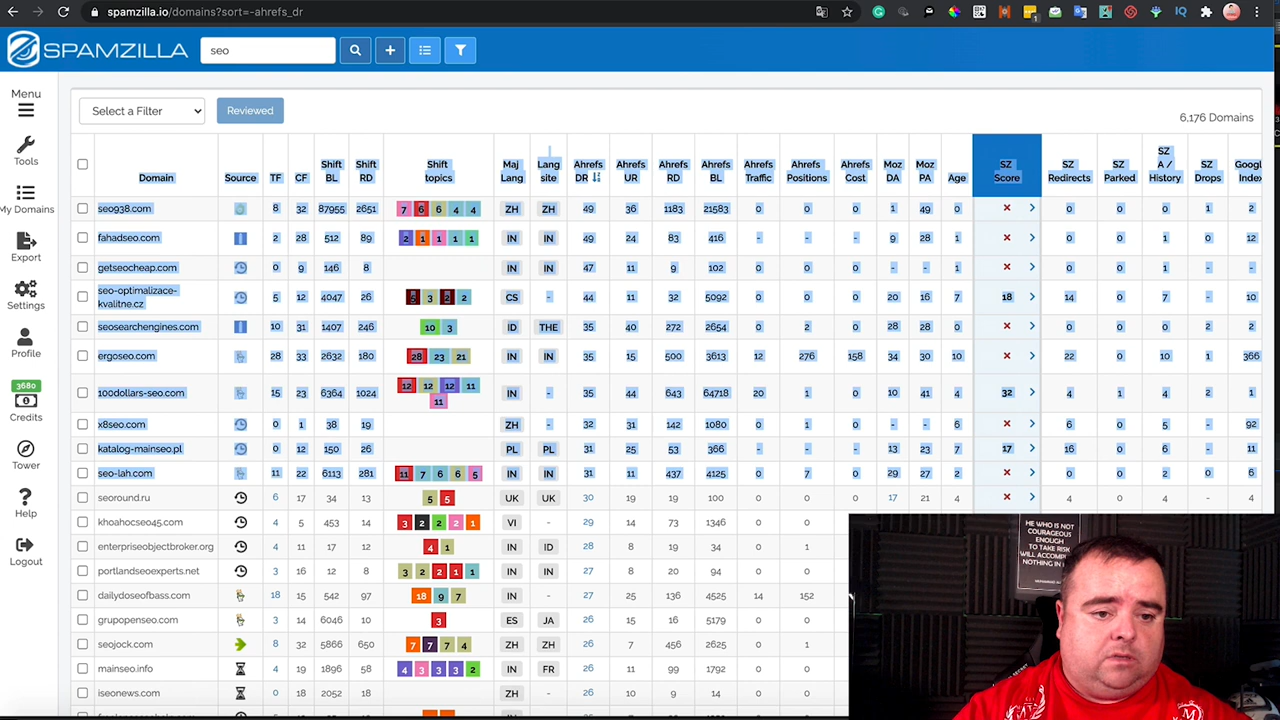 spamzilla.io/domains?sort=-ahrefs_dr
SPAMZILLA seo
Menu
Tools
My Domains
Export
Settings
Profile
3680
Credits
Tower
Help
Logout
Select a Filter Reviewed 6,176 Domains
Domain Source TF CF Shift BL Shift RD Shift topics Maj Lang Lang site Ahrefs DR Ahrefs UR Ahrefs RD Ahrefs BL Ahrefs Traffic Ahrefs Positions Ahrefs Cost Moz DA Moz PA Age SZ Score SZ Redirects SZ Parked SZ A / History SZ Drops Googl Index
seo938.com 8 32 87955 2651 7 6 6 4 4 ZH ZH 49 36 1183 21583 0 0 0 1 49 0 × 0 0 0 1 2
fahadseo.com 2 28 512 89 2 1 1 1 1 IN IN 49 24 83 416 - - - 9 28 1 × 0 0 1 0 12
getseocheap.com 0 9 146 8 IN IN 47 11 9 102 0 0 0 - - 1 × 0 0 1 - 10
seo-optimalizace-kvalitne.cz 5 12 4047 26 5 3 2 2 CS - 44 11 32 5092 0 0 0 20 16 7 18 14 0 7 - 10
seosearchengines.com 10 31 1407 246 10 3 ID THE 35 40 272 2654 0 2 0 28 28 0 × 0 0 0 2 2
ergoseo.com 28 33 2632 180 28 23 21 IN IN 35 15 500 3613 12 276 158 34 30 10 × 22 0 10 1 366
100dollars-seo.com 15 23 6364 1024 12 12 12 11 11 IN - 35 44 643 64718 20 1 0 10 41 4 32 0 1 4 2 1
x8seo.com 0 1 38 19 ZH - 32 31 142 1080 0 1 0 - - 6 × 6 0 5 - 92
katalog-mainseo.pl 0 12 150 26 PL PL 31 25 53 366 - - - 13 23 7 17 16 0 6 - 11
seo-lah.com 11 22 6113 281 11 7 6 6 5 IN IN 31 11 437 4125 0 7 0 29 27 2 × 0 0 2 0 6
seoround.ru 6 17 34 13 5 5 UK UK 30 19 19 100 0 0 0 17 21 4 × 4 0 4 - 4
khoahocseo45.com 4 5 453 14 3 2 2 2 1 VI - 29 14 73 1346 0 0
enterpriseobjectbroker.org 4 11 17 12 4 1 IN ID 28 8 19 34 0 1
portlandseoexperts.net 3 16 12 8 3 2 2 1 1 IN IN 27 8 20 94 0 0
dailydoseofbass.com 18 15 542 97 18 9 7 IN - 27 25 136 4524 14 152
grupopenseo.com 3 14 6046 10 3 ES JA 26 15 16 5179 0 0
seojock.com 8 32 5866 650 7 7 7 4 ZH ZH 26 7 456 2625 0 0
mainseo.info 4 19 1896 58 4 3 3 3 2 IN FR 26 11 99 1792 0 0
iseonews.com 0 18 2052 18 ZH - 26 10 9 14 0 0
HE WHO IS NOT
COURAGEOUS
ENOUGH
TO TAKE RISK
WILL ACCOMPL
NOTHING IN